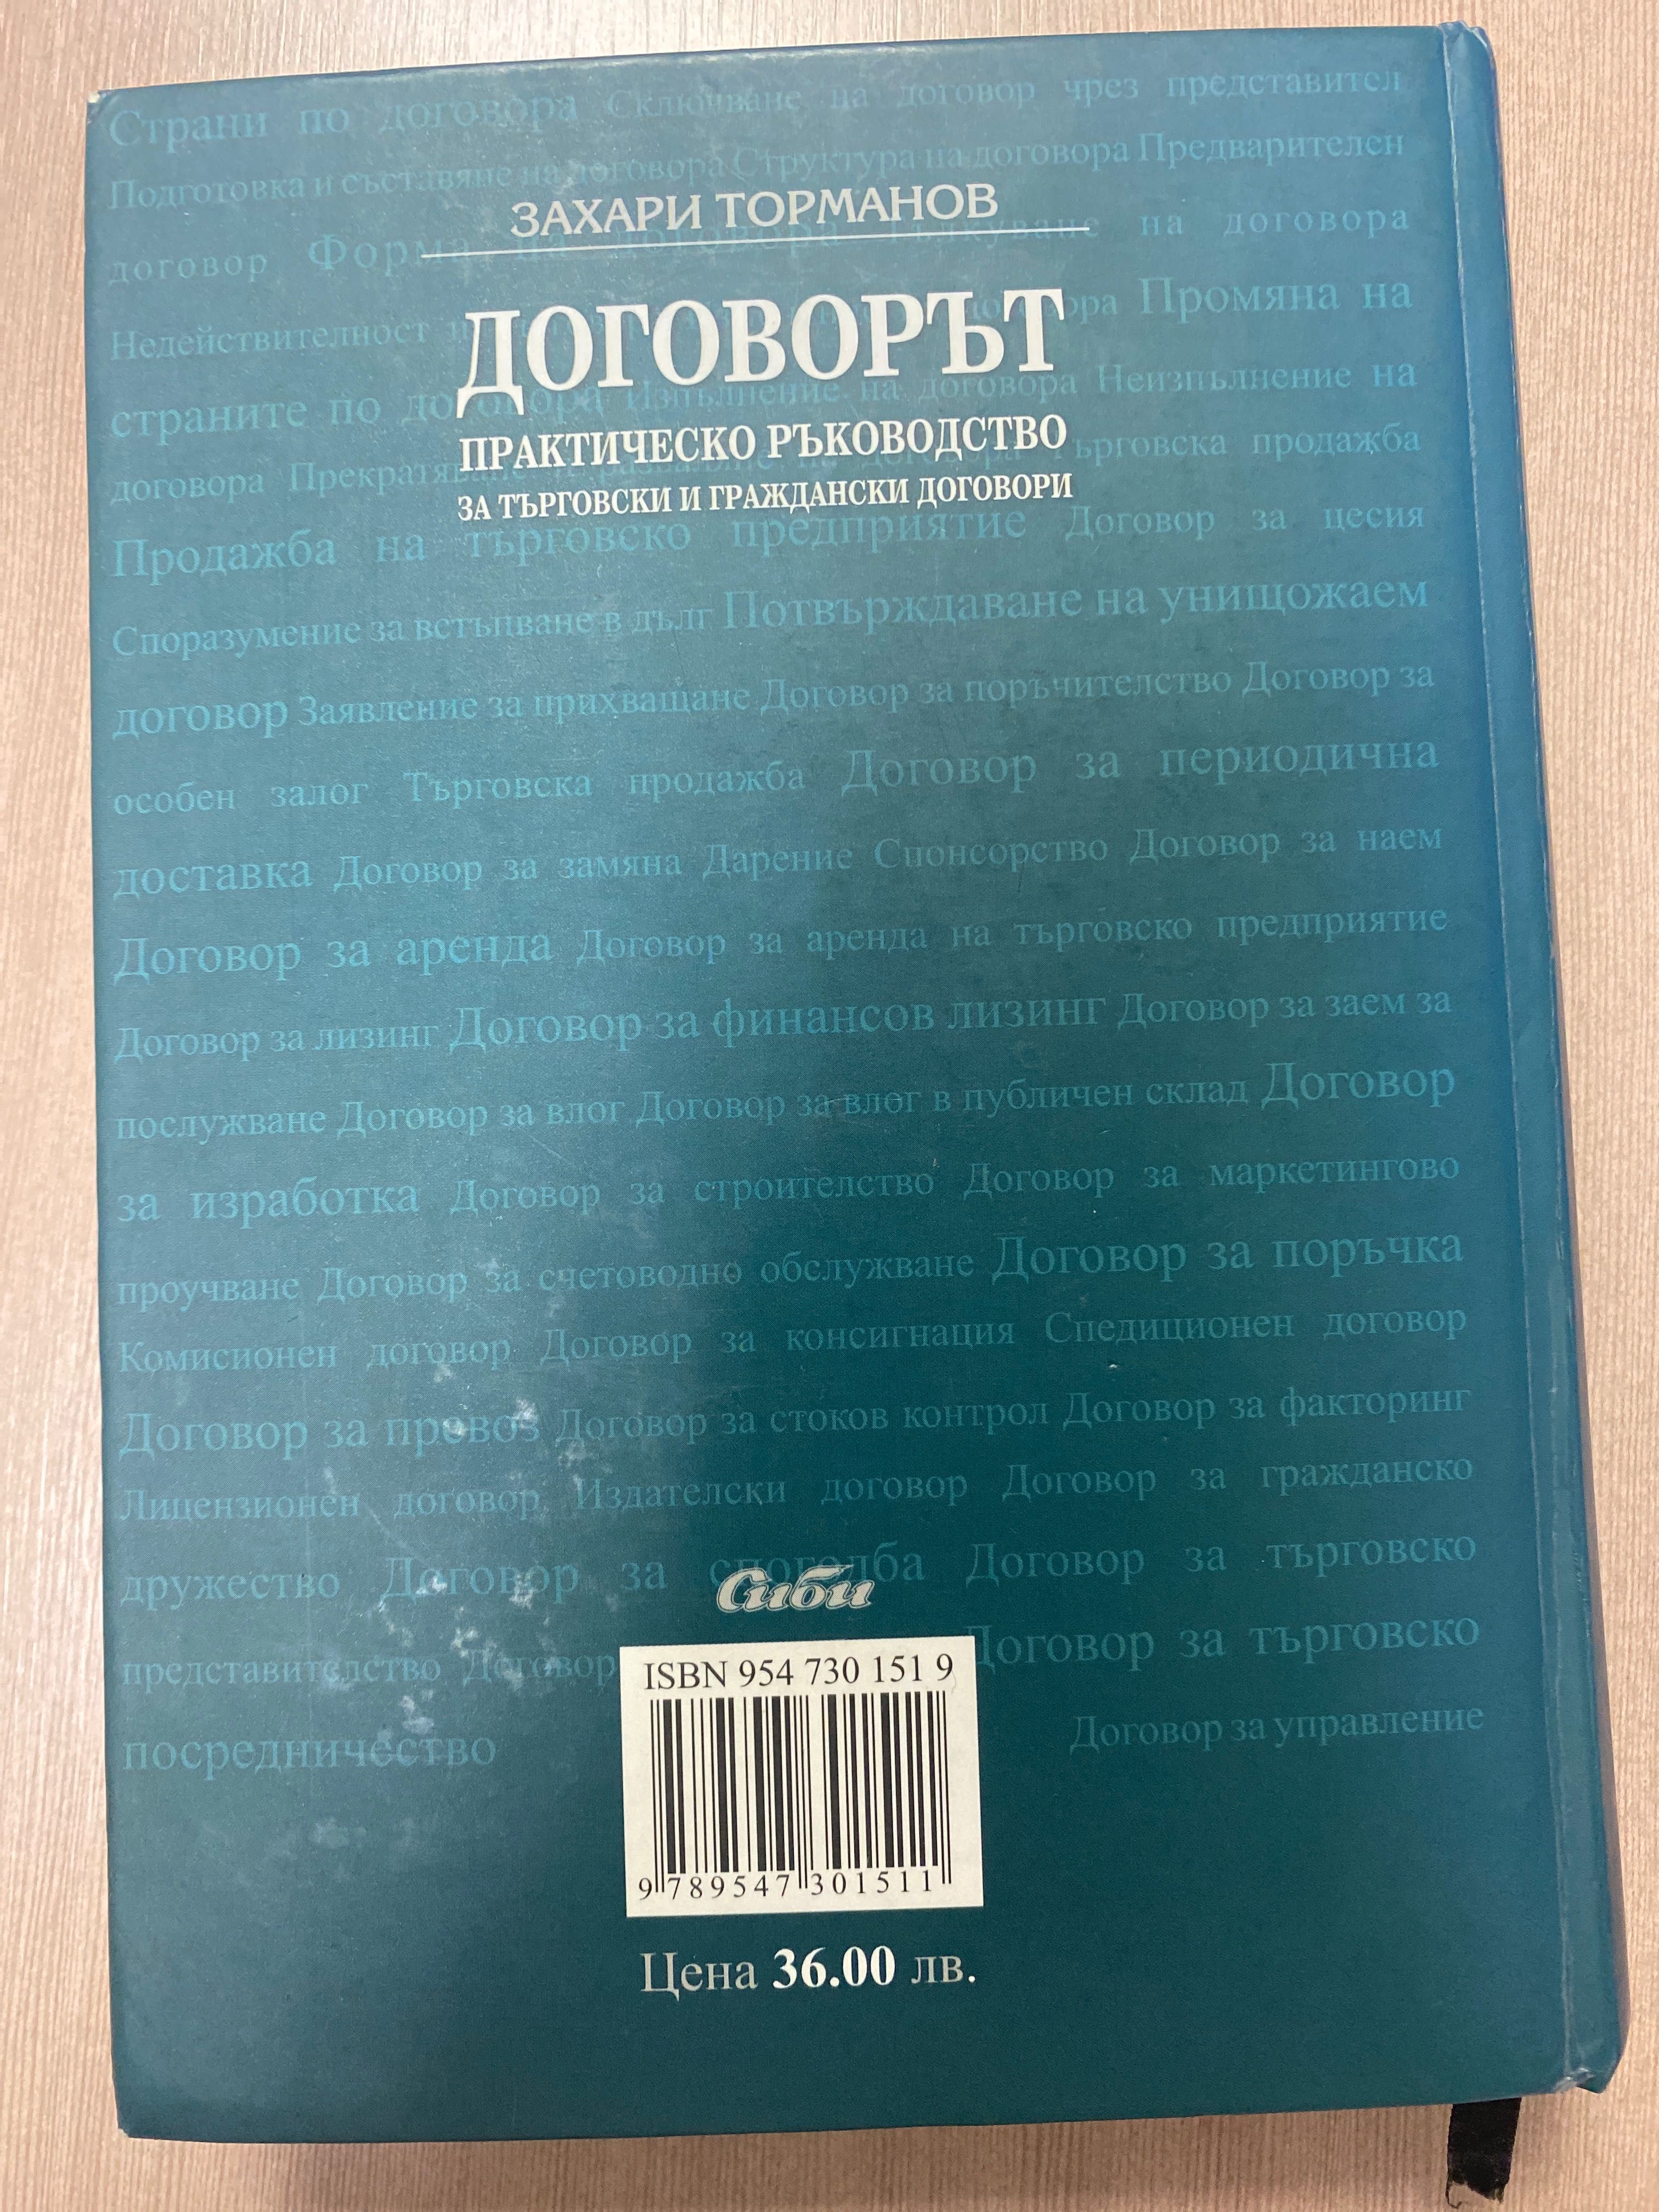 Страни по договора Сключване на договор чрез представител
Подготовка и съставяне на договора Структура на договора Предварителен
ЗАХАРИ ТОРМАНОВ
договор Форма на договора Тълкуване на договора
Недействителност договора Промяна на
ДОГОВОРЪТ
страните по договора Изпълнение на договора Неизпълнение на
ПРАКТИЧЕСКО РЪКОВОДСТВО
договора Прекратяване Търговска продажба
ЗА ТЪРГОВСКИ И ГРАЖДАНСКИ ДОГОВОРИ
Продажба на търговско предприятие Договор за цесия
Споразумение за встъпване в дълг Потвърждаване на унищожаем
договор Заявление за прихващане Договор за поръчителство Договор за
особен залог Търговска продажба Договор за периодична
доставка Договор за замяна Дарение Спонсорство Договор за наем
Договор за аренда Договор за аренда на търговско предприятие
Договор за лизинг Договор за финансов лизинг Договор за заем за
послужване Договор за влог Договор за влог в публичен склад Договор
за изработка Договор за строителство Договор за маркетингово
проучване Договор за счетоводно обслужване Договор за поръчка
Комисионен договор Договор за консигнация Спедиционен договор
Договор за превоз Договор за стоков контрол Договор за факторинг
Лицензионен договор Издателски договор Договор за гражданско
дружество Договор за спогодба Договор за търговско
Сиби
представителство Договор Договор за търговско
ISBN 954 730 151 9
посредничество Договор за управление
9 789547 301511
Цена 36.00 лв.